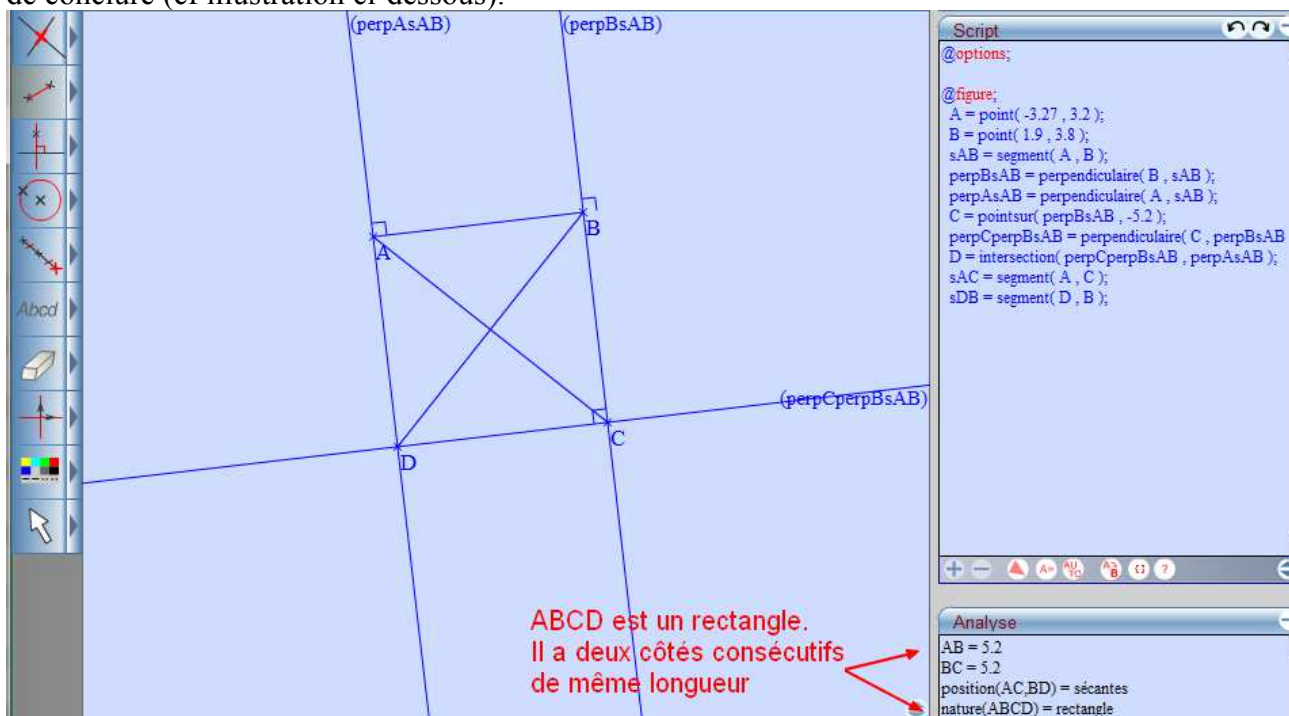 de conclure (cf illustration ci-dessous).
(perpAsAB)
(perpBsAB)
A
B
C
D
(perpCperpBsAB)
Abcd
ABCD est un rectangle.
Il a deux côtés consécutifs
de même longueur
Script
@options;
@figure;
A = point( -3.27 , 3.2 );
B = point( 1.9 , 3.8 );
sAB = segment( A , B );
perpBsAB = perpendiculaire( B , sAB );
perpAsAB = perpendiculaire( A , sAB );
C = pointsur( perpBsAB , -5.2 );
perpCperpBsAB = perpendiculaire( C , perpBsAB
D = intersection( perpCperpBsAB , perpAsAB );
sAC = segment( A , C );
sDB = segment( D , B );
Analyse
AB = 5.2
BC = 5.2
position(AC,BD) = sécantes
nature(ABCD) = rectangle